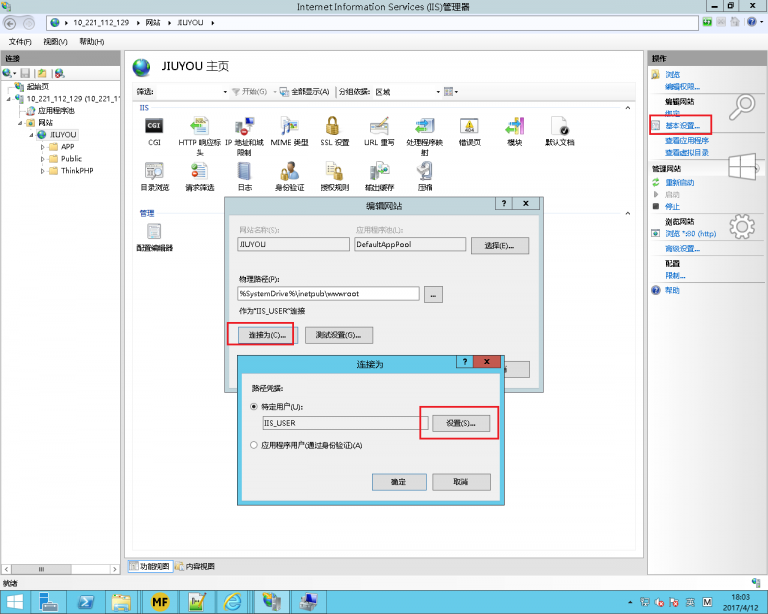 Internet Information Services (IIS)管理器
10_221_112_129 ▸ 网站 ▸ JIUYOU ▸
文件(F) 视图(V) 帮助(H)
连接
起始页
10_221_112_129 (10_221_1*
应用程序池
网站
JIUYOU
APP
Public
ThinkPHP
JIUYOU 主页
筛选: 开始(G) 全部显示(A) 分组依据: 区域
IIS
CGI HTTP 响应标头 IP 地址和域限制 MIME 类型 SSL 设置 URL 重写 处理程序映射 错误页 模块 默认文档
目录浏览 请求筛选 日志 身份验证 授权规则 输出缓存 压缩
管理
配置编辑器
编辑网站
? X
网站名称(S): 应用程序池(L):
JIUYOU DefaultAppPool 选择(E)...
物理路径(P):
%SystemDrive%\inetpub\wwwroot ...
作为"IIS_USER"连接
连接为(C)... 测试设置(G)...
连接为
? X
路径凭据:
特定用户(U):
IIS_USER 设置(S)...
应用程序用户(通过身份验证)(A)
确定 取消
操作
浏览
编辑权限...
编辑网站
绑定...
基本设置...
查看应用程序
查看虚拟目录
管理网站
重新启动
启动
停止
浏览网站
浏览 *:80 (http)
高级设置...
配置
限制...
帮助
功能视图 内容视图
就绪
MF
M
18:03
2017/4/12